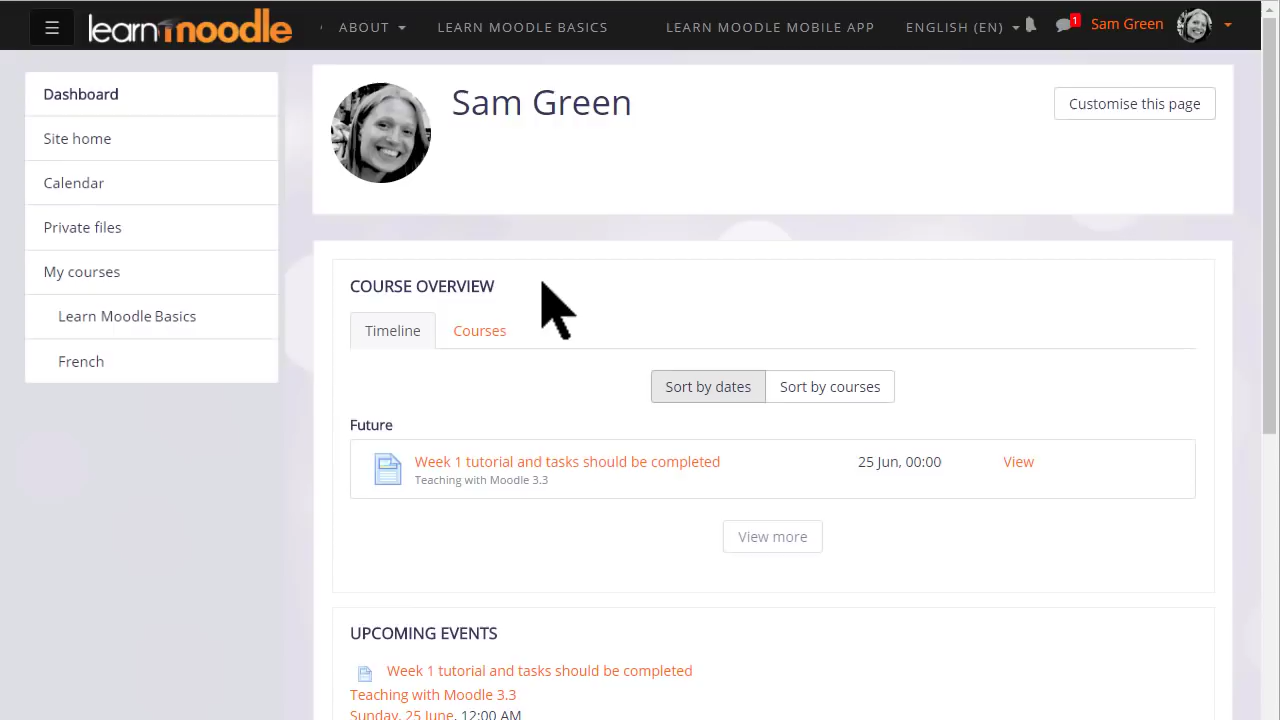 learn moodle ABOUT LEARN MOODLE BASICS LEARN MOODLE MOBILE APP ENGLISH (EN) 1 Sam Green
Dashboard
Site home
Calendar
Private files
My courses
Learn Moodle Basics
French
Sam Green
Customise this page
COURSE OVERVIEW
Timeline Courses
Sort by dates Sort by courses
Future
Week 1 tutorial and tasks should be completed 25 Jun, 00:00 View
Teaching with Moodle 3.3
View more
UPCOMING EVENTS
Week 1 tutorial and tasks should be completed
Teaching with Moodle 3.3
Sunday, 25 June, 12:00 AM